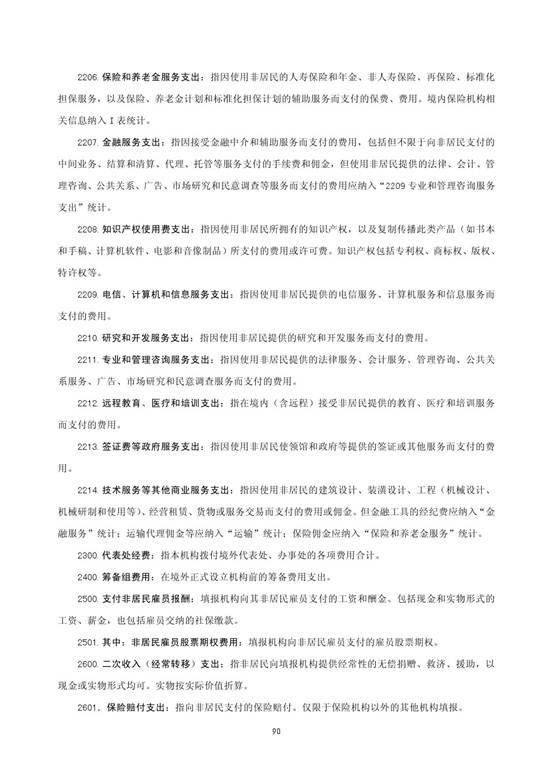 2206. 保险和养老金服务支出：指因使用非居民的人寿保险和年金、非人寿保险、再保险、标准化
担保服务，以及保险、养老金计划和标准化担保计划的辅助服务而支付的保费、费用。境内保险机构相
关信息纳入 I 表统计。
2207. 金融服务支出：指因接受金融中介和辅助服务而支付的费用，包括但不限于向非居民支付的
中间业务、结算和清算、代理、托管等服务支付的手续费和佣金，但使用非居民提供的法律、会计、管
理咨询、公共关系、广告、市场研究和民意调查等服务而支付的费用应纳入“2209 专业和管理咨询服务
支出”统计。
2208. 知识产权使用费支出：指因使用非居民所拥有的知识产权，以及复制传播此类产品（如书本
和手稿、计算机软件、电影和音像制品）所支付的费用或许可费。知识产权包括专利权、商标权、版权、
特许权等。
2209. 电信、计算机和信息服务支出：指因使用非居民提供的电信服务、计算机服务和信息服务而
支付的费用。
2210. 研究和开发服务支出：指因使用非居民提供的研究和开发服务而支付的费用。
2211. 专业和管理咨询服务支出：指因使用非居民提供的法律服务、会计服务、管理咨询、公共关
系服务、广告、市场研究和民意调查服务而支付的费用。
2212. 远程教育、医疗和培训支出：指在境内（含远程）接受非居民提供的教育、医疗和培训服务
而支付的费用。
2213. 签证费等政府服务支出：指因使用非居民使领馆和政府等提供的签证或其他服务而支付的费
用。
2214. 技术服务等其他商业服务支出：指因使用非居民的建筑设计、装潢设计、工程（机械设计、
机械研制和使用等）、经营租赁、货物或服务交易而支付的费用或佣金。但金融工具的经纪费应纳入“金
融服务”统计；运输代理佣金等应纳入“运输”统计；保险佣金应纳入“保险和养老金服务”统计。
2300. 代表处经费：指本机构拨付境外代表处、办事处的各项费用合计。
2400. 筹备组费用：在境外正式设立机构前的筹备费用支出。
2500. 支付非居民雇员报酬：填报机构向其非居民雇员支付的工资和酬金。包括现金和实物形式的
工资、薪金，也包括雇员交纳的社保缴款。
2501. 其中：非居民雇员股票期权费用：填报机构向非居民雇员支付的雇员股票期权。
2600. 二次收入（经常转移）支出：指非居民向填报机构提供经常性的无偿捐赠、救济、援助，以
现金或实物形式均可。实物按实际价值折算。
2601. 保险赔付支出：指向非居民支付的保险赔付。仅限于保险机构以外的其他机构填报。
90